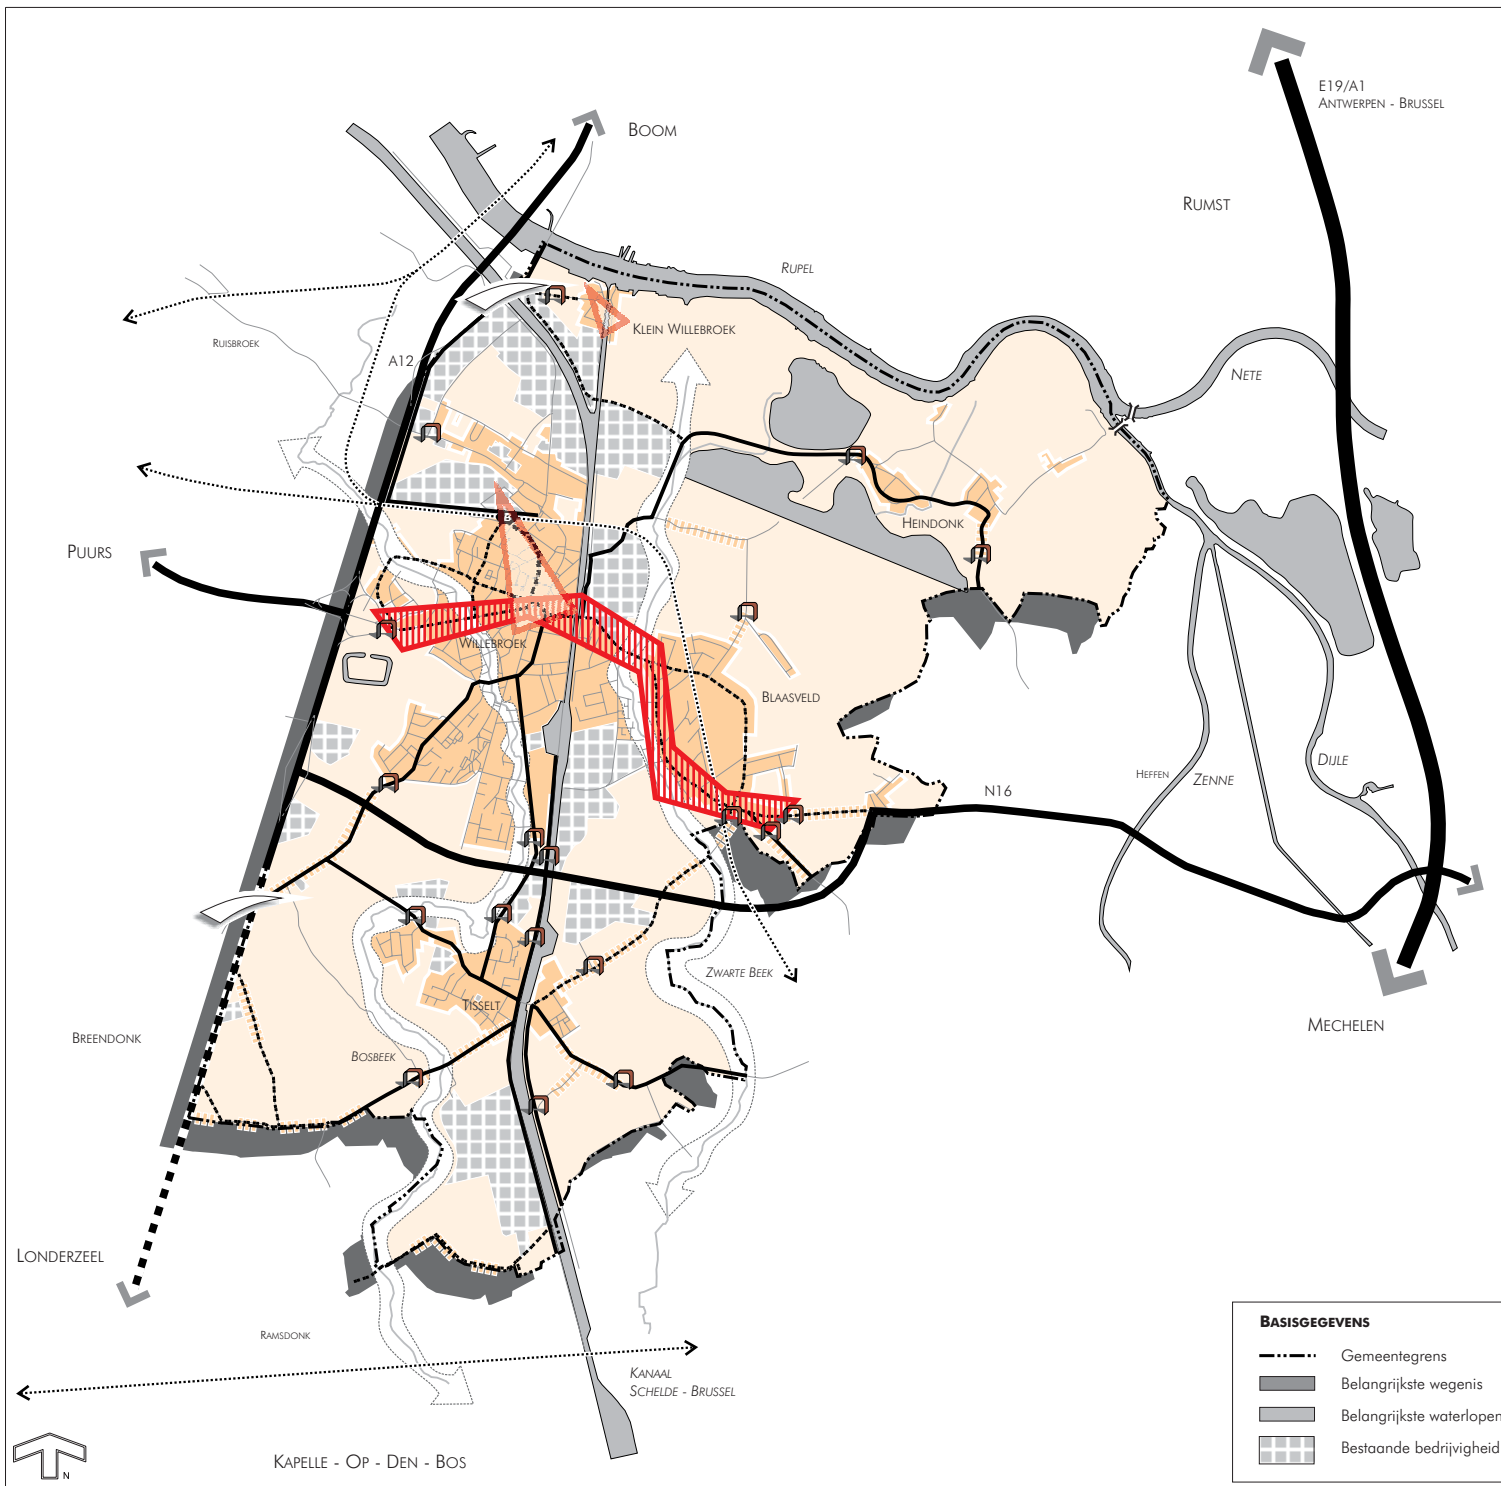 E19/A1
ANTWERPEN - BRUSSEL
BOOM
RUMST
RUPEL
KLEIN WILLEBROEK
RUISBROEK
A12
NETE
B
HEINDONK
PUURS
WILLEBROEK
BLAASVELD
HEFFEN
ZENNE
DIJLE
N16
ZWARTE BEEK
TISSELT
BREENDONK
BOSBEEK
MECHELEN
LONDERZEEL
RAMSDONK
KANAAL
SCHELDE - BRUSSEL
KAPELLE - OP - DEN - BOS
N
BASISGEGEVENS
Gemeentegrens
Belangrijkste wegenis
Belangrijkste waterlopen
Bestaande bedrijvigheid